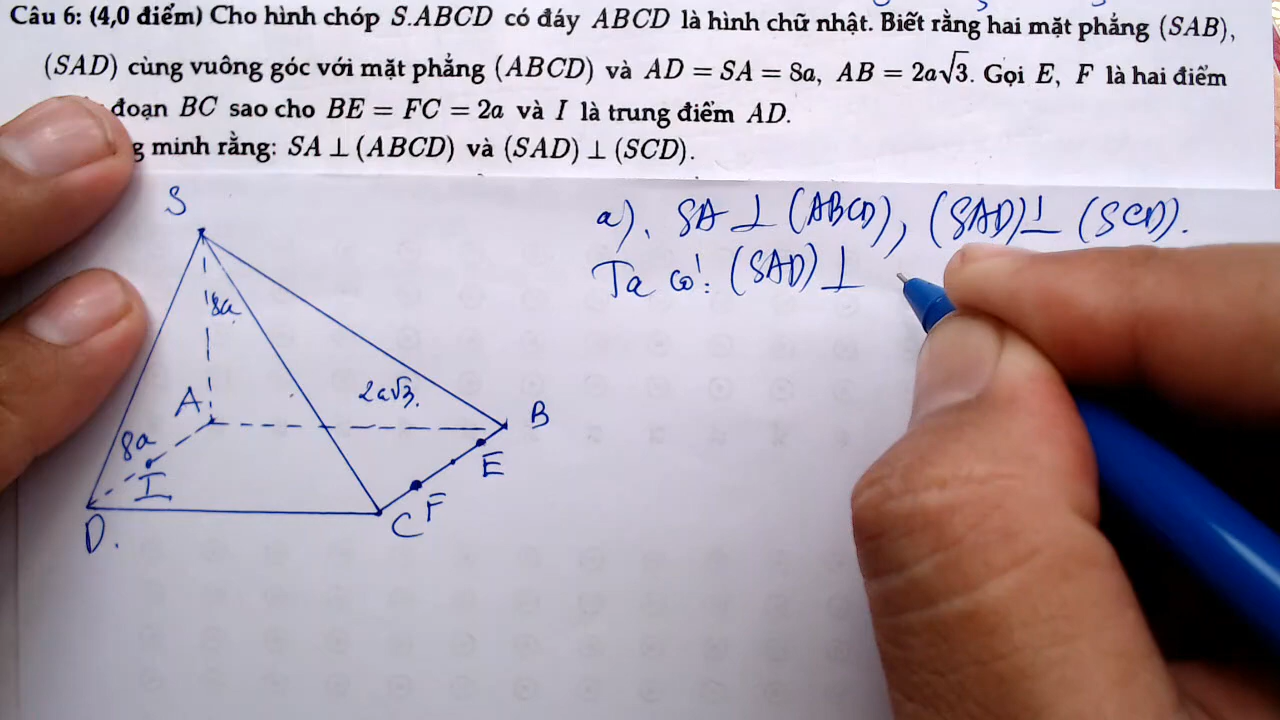 Câu 6: (4,0 điểm) Cho hình chóp S.ABCD có đáy ABCD là hình chữ nhật. Biết rằng hai mặt phẳng (SAB),
(SAD) cùng vuông góc với mặt phẳng (ABCD) và AD = SA = 8a, AB = 2a√3. Gọi E, F là hai điểm
đoạn BC sao cho BE = FC = 2a và I là trung điểm AD.
g minh rằng: SA ⊥ (ABCD) và (SAD) ⊥ (SCD).
S
a). SA ⊥ (ABCD), (SAD) ⊥ (SCD).
Ta có: (SAD) ⊥
8a
2a√3.
A
B
8a
E
I
F
C
D.